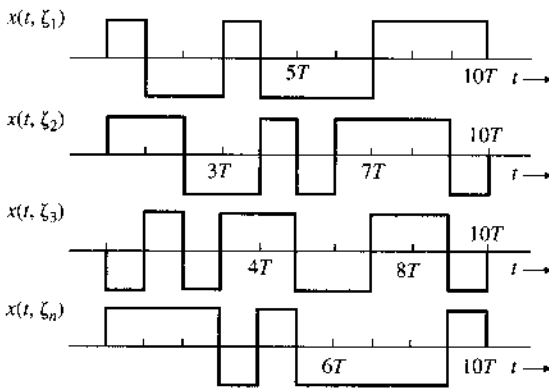 x(t, ζ₁)
5T 10T t
x(t, ζ₂)
10T
3T 7T t
x(t, ζ₃)
10T
4T 8T t
x(t, ζₙ)
6T 10T t